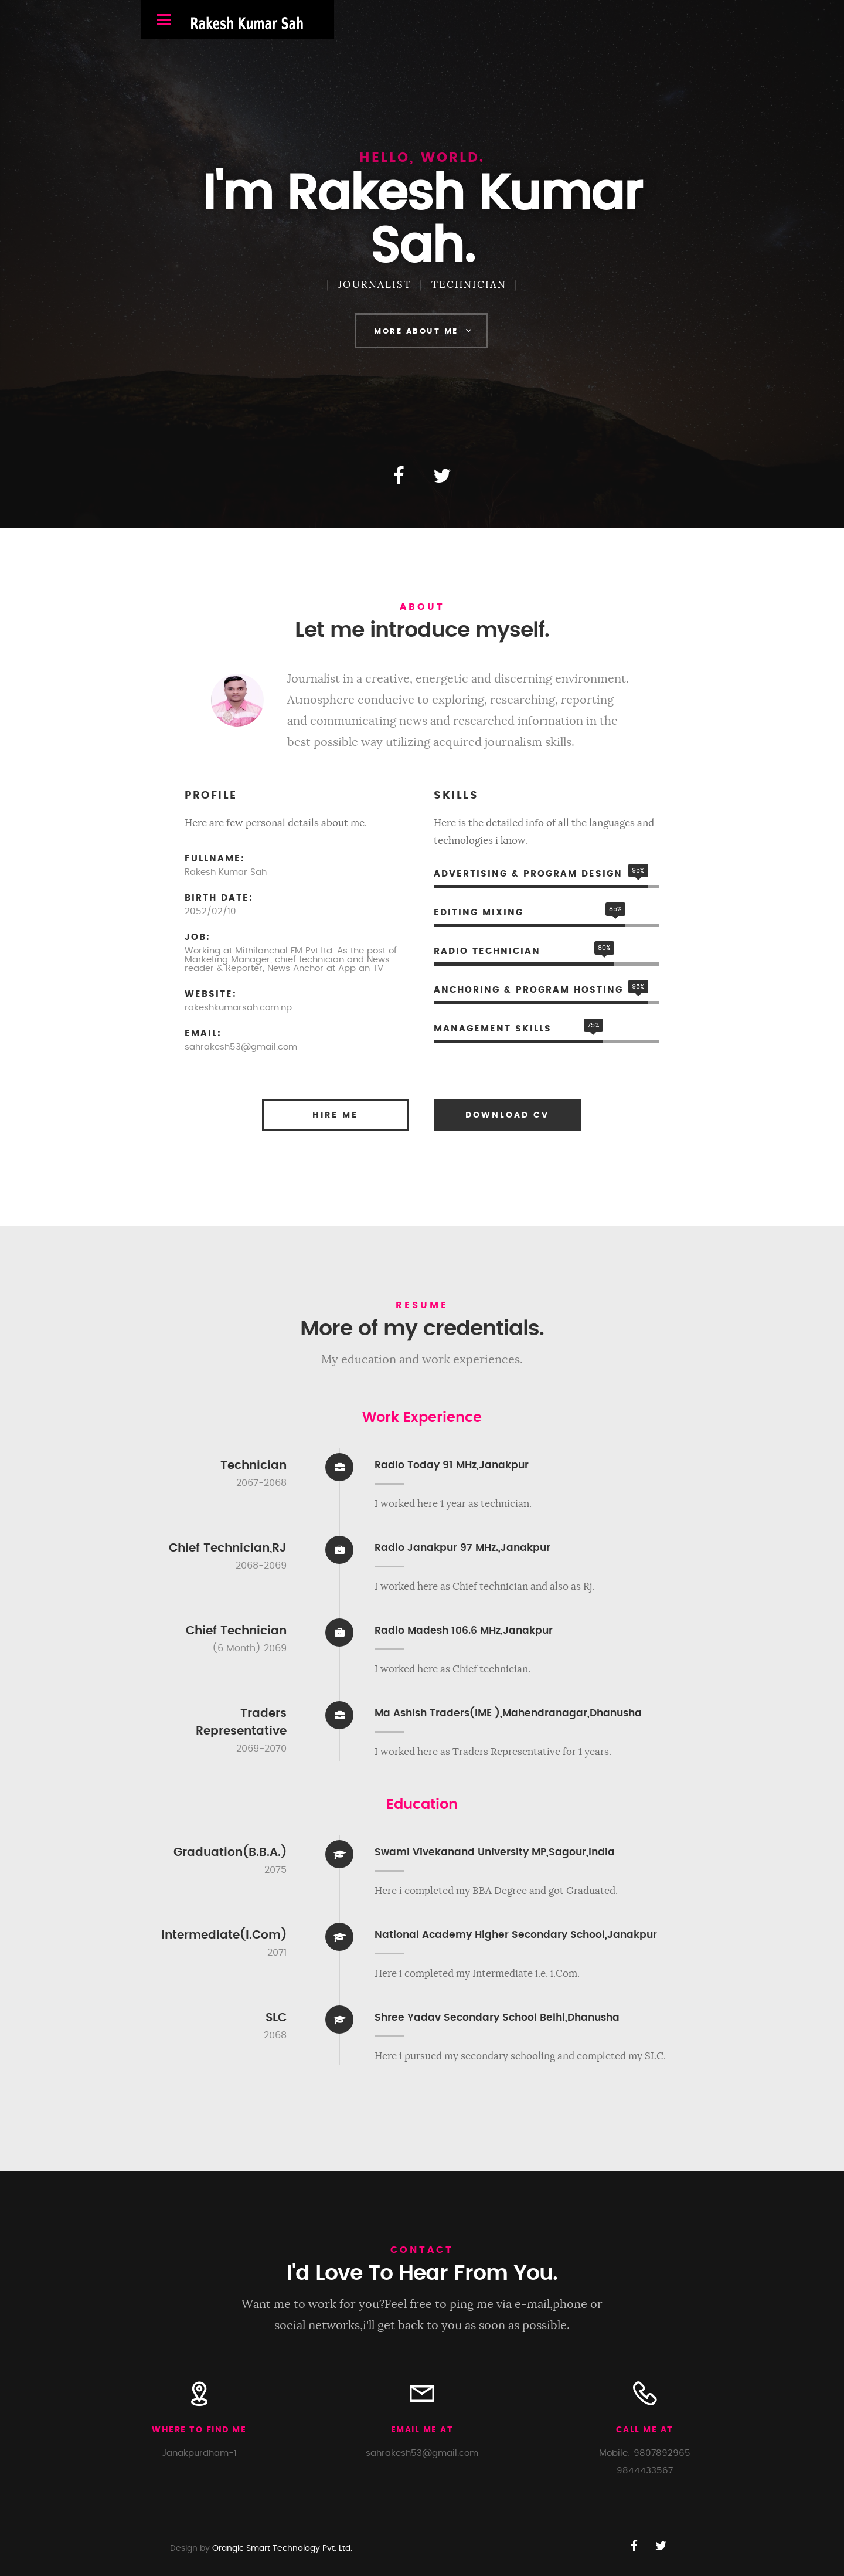 Rakesh Kumar Sah
HELLO, WORLD.
I'm Rakesh Kumar
Sah.
| JOURNALIST | TECHNICIAN |
MORE ABOUT ME
ABOUT
Let me introduce myself.
Journalist in a creative, energetic and discerning environment.
Atmosphere conducive to exploring, researching, reporting
and communicating news and researched information in the
best possible way utilizing acquired journalism skills.
PROFILE
Here are few personal details about me.
FULLNAME:
Rakesh Kumar Sah
BIRTH DATE:
2052/02/10
JOB:
Working at Mithilanchal FM Pvt.Ltd. As the post of
Marketing Manager, chief technician and News
reader & Reporter, News Anchor at App an TV
WEBSITE:
rakeshkumarsah.com.np
EMAIL:
sahrakesh53@gmail.com
SKILLS
Here is the detailed info of all the languages and
technologies i know.
ADVERTISING & PROGRAM DESIGN 95%
EDITING MIXING 85%
RADIO TECHNICIAN 80%
ANCHORING & PROGRAM HOSTING 95%
MANAGEMENT SKILLS 75%
HIRE ME
DOWNLOAD CV
RESUME
More of my credentials.
My education and work experiences.
Work Experience
Technician
2067-2068
Radio Today 91 MHz,Janakpur
I worked here 1 year as technician.
Chief Technician,RJ
2068-2069
Radio Janakpur 97 MHz.,Janakpur
I worked here as Chief technician and also as Rj.
Chief Technician
(6 Month) 2069
Radio Madesh 106.6 MHz,Janakpur
I worked here as Chief technician.
Traders
Representative
2069-2070
Ma Ashish Traders(IME ),Mahendranagar,Dhanusha
I worked here as Traders Representative for 1 years.
Education
Graduation(B.B.A.)
2075
Swami Vivekanand University MP,Sagour,India
Here i completed my BBA Degree and got Graduated.
Intermediate(I.Com)
2071
National Academy Higher Secondary School,Janakpur
Here i completed my Intermediate i.e. i.Com.
SLC
2068
Shree Yadav Secondary School Belhi,Dhanusha
Here i pursued my secondary schooling and completed my SLC.
CONTACT
I'd Love To Hear From You.
Want me to work for you?Feel free to ping me via e-mail,phone or
social networks,i'll get back to you as soon as possible.
WHERE TO FIND ME
Janakpurdham-1
EMAIL ME AT
sahrakesh53@gmail.com
CALL ME AT
Mobile: 9807892965
9844433567
Design by Orangic Smart Technology Pvt. Ltd.